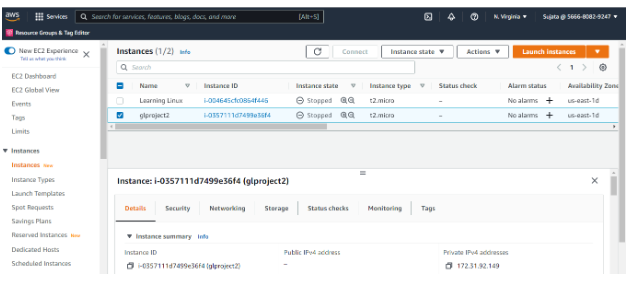 aws Services Search for services, features, blogs, docs, and more [Alt+S] N. Virginia ▼ Sujata @ 5666-8082-9247 ▼
Resource Groups & Tag Editor
New EC2 Experience
Tell us what you think
EC2 Dashboard
EC2 Global View
Events
Tags
Limits
▼ Instances
Instances New
Instance Types
Launch Templates
Spot Requests
Savings Plans
Reserved Instances New
Dedicated Hosts
Scheduled Instances
Instances (1/2) Info
Connect Instance state ▼ Actions ▼ Launch Instances ▼
Search
1
Name Instance ID Instance state Instance type Status check Alarm status Availability Zone
Learning Linux i-004645cfc0864f446 Stopped t2.micro – No alarms + us-east-1d
glproject2 i-0357111d7499e36f4 Stopped t2.micro – No alarms + us-east-1d
Instance: i-0357111d7499e36f4 (glproject2)
Details Security Networking Storage Status checks Monitoring Tags
▼ Instance summary Info
Instance ID Public IPv4 address Private IPv4 addresses
i-0357111d7499e36f4 (glproject2) – 172.31.92.149